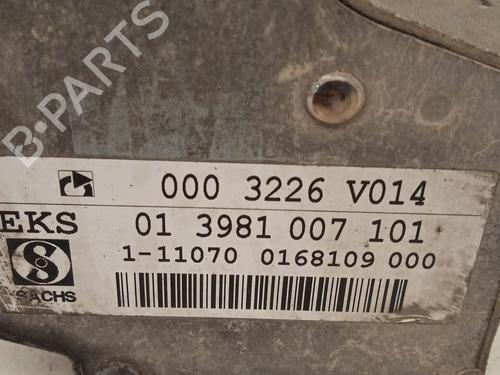 B-PARTS
000 3226 V014
EKS 01 3981 007 101
1-11070 0168109 000
SACHS